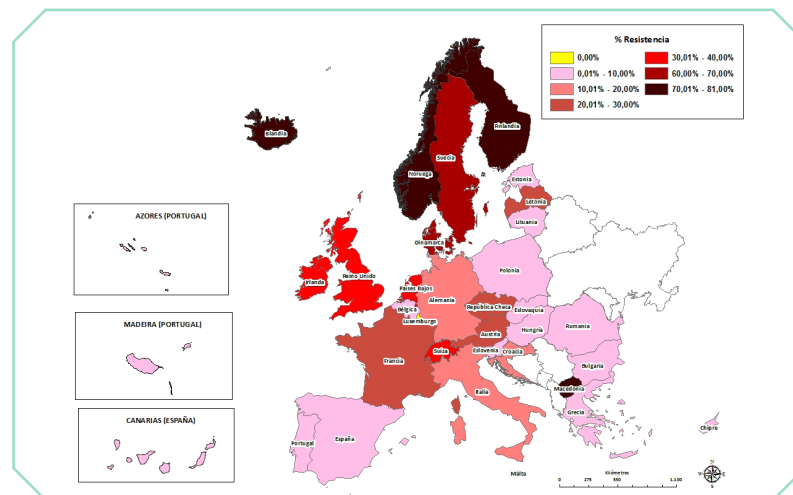 % Resistencia
0,00%
0,01% - 10,00%
10,01% - 20,00%
20,01% - 30,00%
30,01% - 40,00%
60,00% - 70,00%
70,01% - 81,00%
Islandia
Finlandia
Suecia
Noruega
Estonia
Letonia
Lituania
Dinamarca
AZORES (PORTUGAL)
Irlanda
Reino Unido
Países Bajos
Polonia
Alemania
Bélgica
Luxemburgo
República Checa
Eslovaquia
MADEIRA (PORTUGAL)
Austria
Hungría
Rumania
Suiza
Eslovenia
Croacia
Francia
Bulgaria
Italia
Macedonia
Grecia
CANARIAS (ESPAÑA)
Portugal
España
Chipre
Malta
Kilómetros
0
275
550
1.100